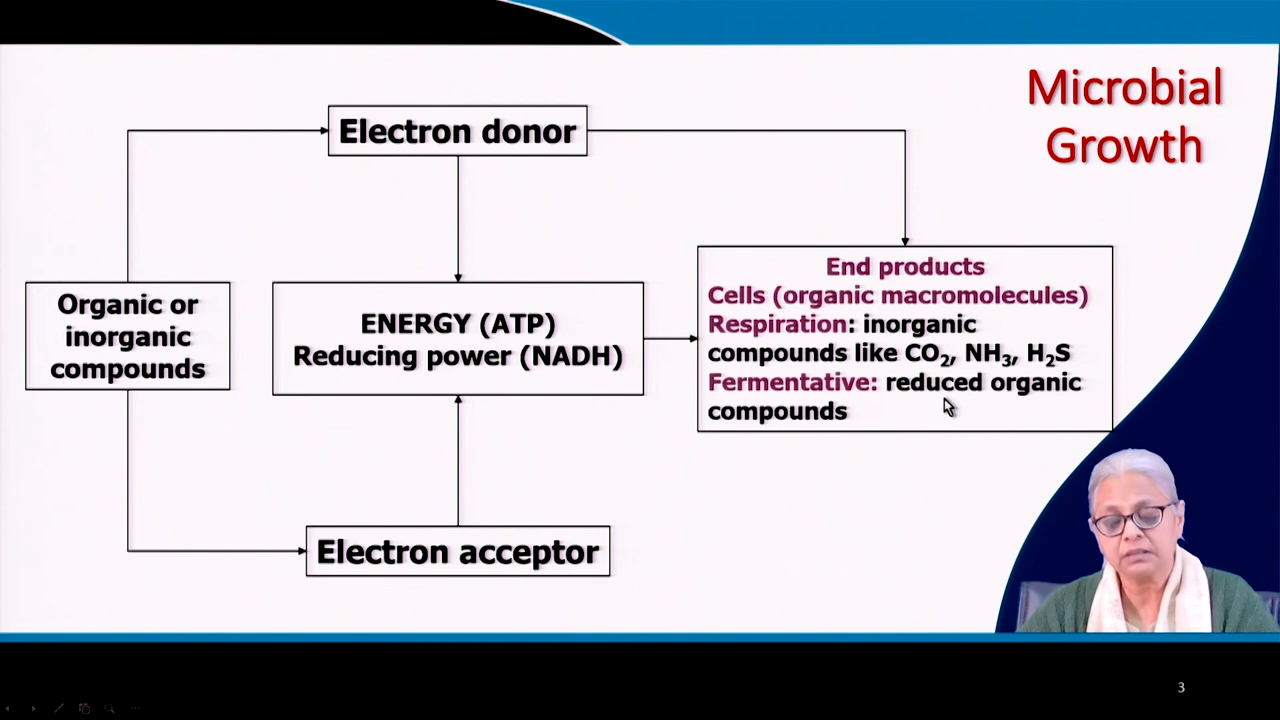 Microbial
Growth
Electron donor
Organic or
inorganic
compounds
ENERGY (ATP)
Reducing power (NADH)
End products
Cells (organic macromolecules)
Respiration: inorganic
compounds like CO₂, NH₃, H₂S
Fermentative: reduced organic
compounds
Electron acceptor
3